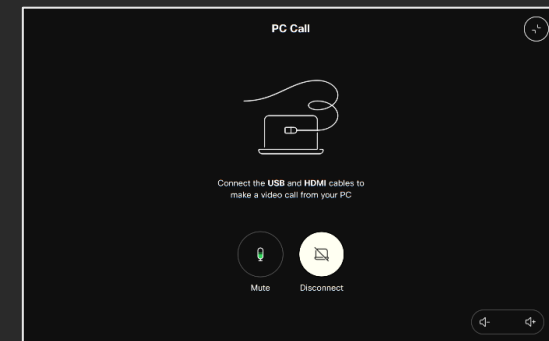 PC Call
Connect the USB and HDMI cables to
make a video call from your PC
Mute
Disconnect